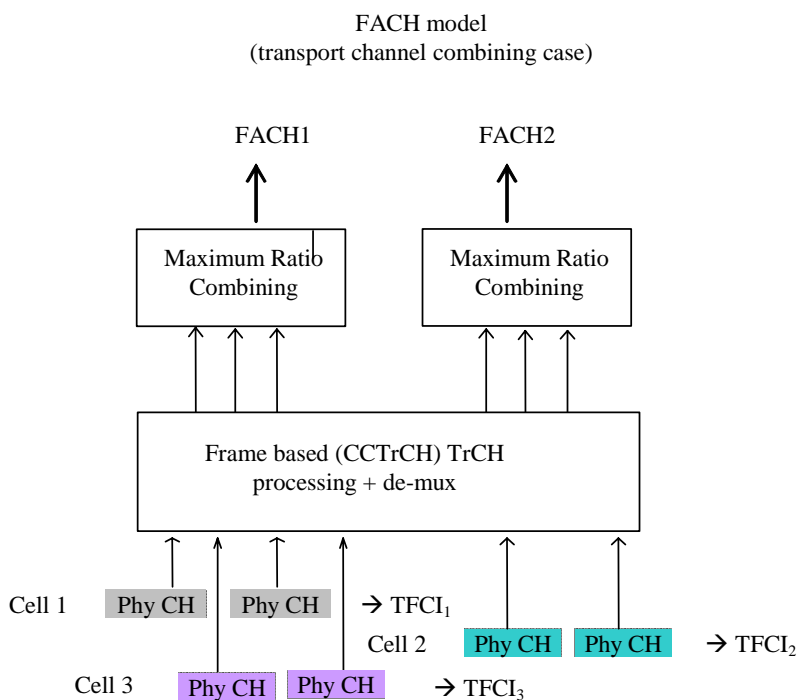 FACH model
(transport channel combining case)
FACH1 FACH2
Maximum Ratio
Combining
Maximum Ratio
Combining
Frame based (CCTrCH) TrCH
processing + de-mux
Cell 1 Phy CH Phy CH → TFCI₁
Cell 2 Phy CH Phy CH → TFCI₂
Cell 3 Phy CH Phy CH → TFCI₃